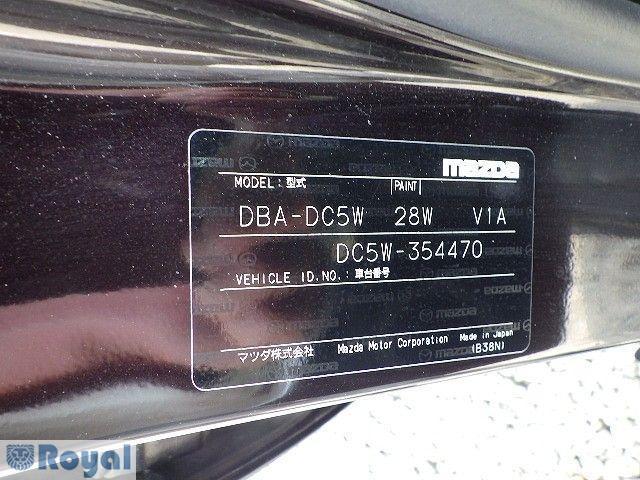 mazda
MODEL: 型式 PAINT
DBA-DC5W 28W V1A
DC5W-354470
VEHICLE ID.NO.: 車台番号
マツダ株式会社 Mazda Motor Corporation Made in Japan
(B38N)
Royal